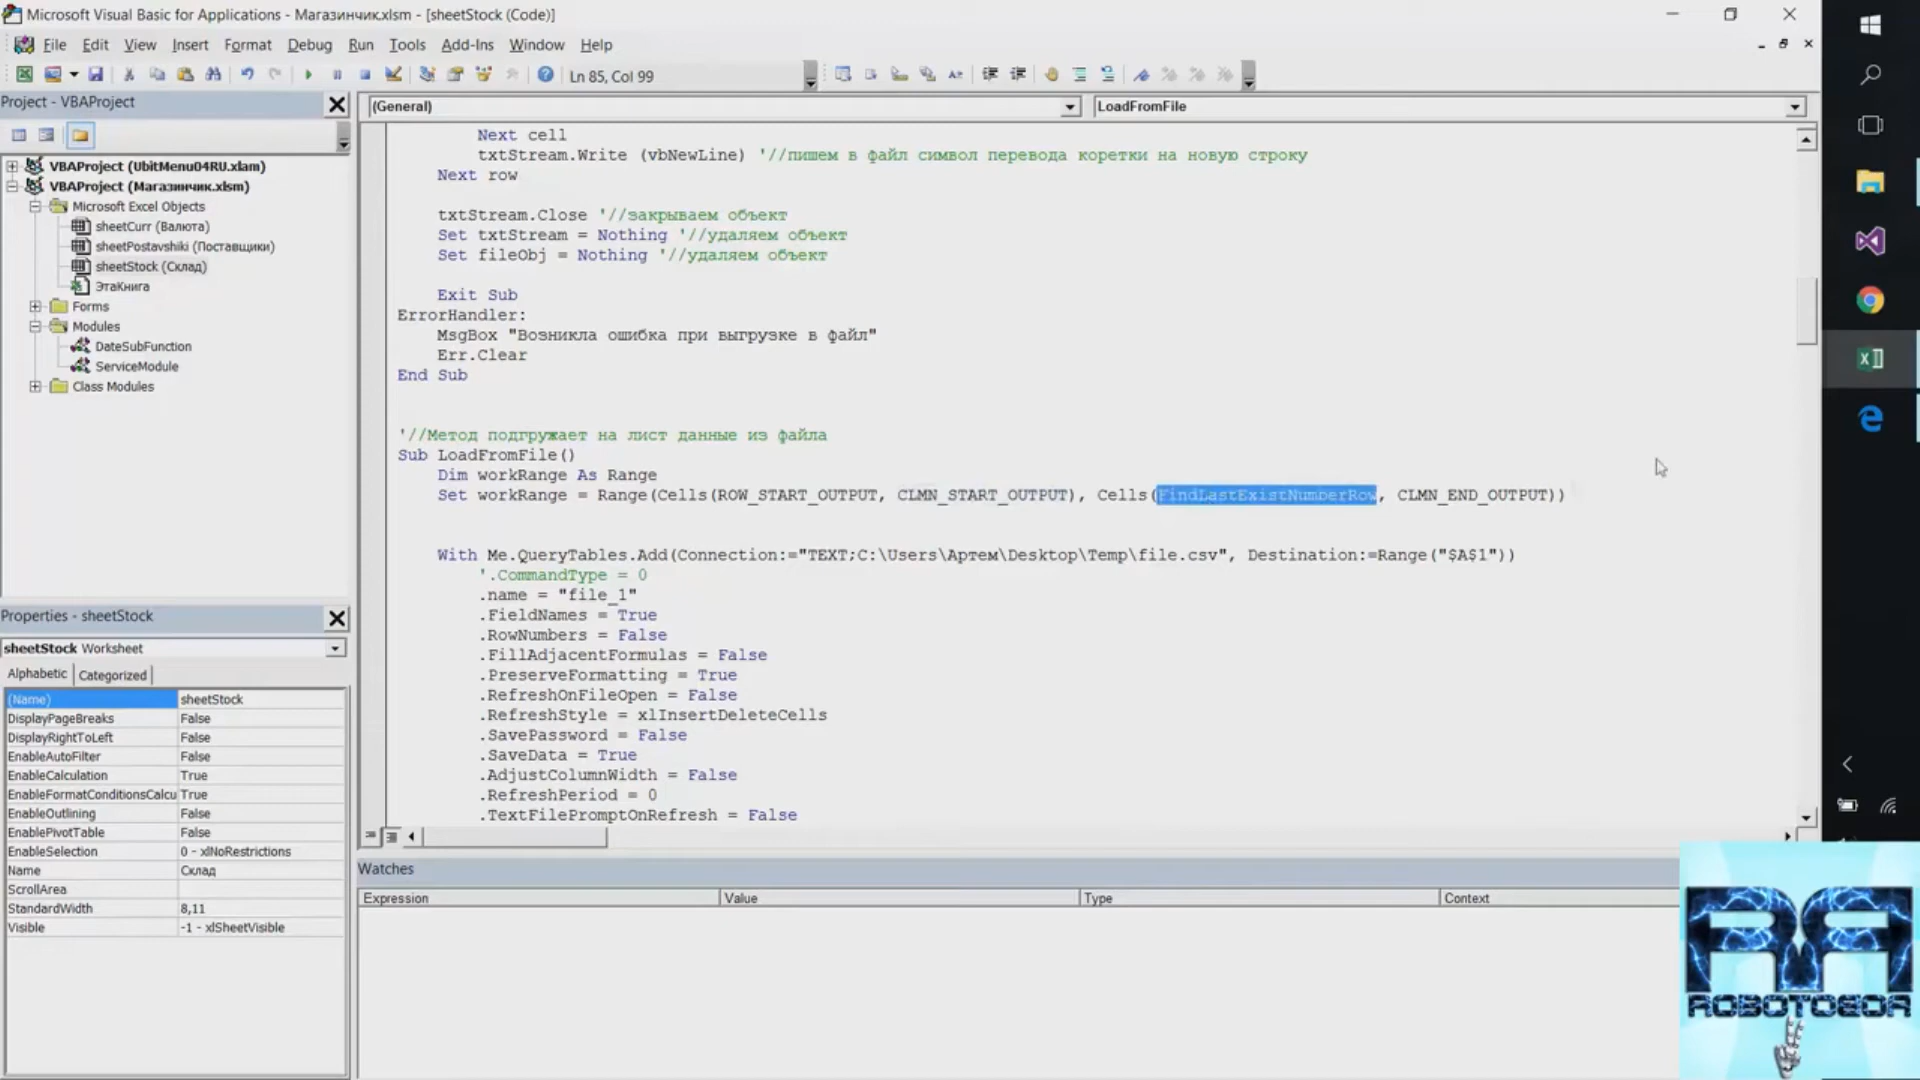 Microsoft Visual Basic for Applications - Магазинчик.xlsm - [sheetStock (Code)]
File Edit View Insert Format Debug Run Tools Add-Ins Window Help
Ln 85, Col 99
Project - VBAProject
VBAProject (UbitMenu04RU.xlam)
VBAProject (Магазинчик.xlsm)
Microsoft Excel Objects
sheetCurr (Валюта)
sheetPostavshiki (Поставщики)
sheetStock (Склад)
ЭтаКнига
Forms
Modules
DateSubFunction
ServiceModule
Class Modules
Properties - sheetStock
sheetStock Worksheet
Alphabetic Categorized
(Name) sheetStock
DisplayPageBreaks False
DisplayRightToLeft False
EnableAutoFilter False
EnableCalculation True
EnableFormatConditionsCalcu True
EnableOutlining False
EnablePivotTable False
EnableSelection 0 - xlNoRestrictions
Name Склад
ScrollArea
StandardWidth 8,11
Visible -1 - xlSheetVisible
(General) LoadFromFile
Next cell
txtStream.Write (vbNewLine) '//пишем в файл символ перевода коретки на новую строку
Next row
txtStream.Close '//закрываем объект
Set txtStream = Nothing '//удаляем объект
Set fileObj = Nothing '//удаляем объект
Exit Sub
ErrorHandler:
MsgBox "Возникла ошибка при выгрузке в файл"
Err.Clear
End Sub
'//Метод подгружает на лист данные из файла
Sub LoadFromFile()
Dim workRange As Range
Set workRange = Range(Cells(ROW_START_OUTPUT, CLMN_START_OUTPUT), Cells(FindLastExistNumberRow, CLMN_END_OUTPUT))
With Me.QueryTables.Add(Connection:="TEXT;C:\Users\Артем\Desktop\Temp\file.csv", Destination:=Range("$A$1"))
'.CommandType = 0
.name = "file_1"
.FieldNames = True
.RowNumbers = False
.FillAdjacentFormulas = False
.PreserveFormatting = True
.RefreshOnFileOpen = False
.RefreshStyle = xlInsertDeleteCells
.SavePassword = False
.SaveData = True
.AdjustColumnWidth = False
.RefreshPeriod = 0
.TextFilePromptOnRefresh = False
Watches
Expression Value Type Context